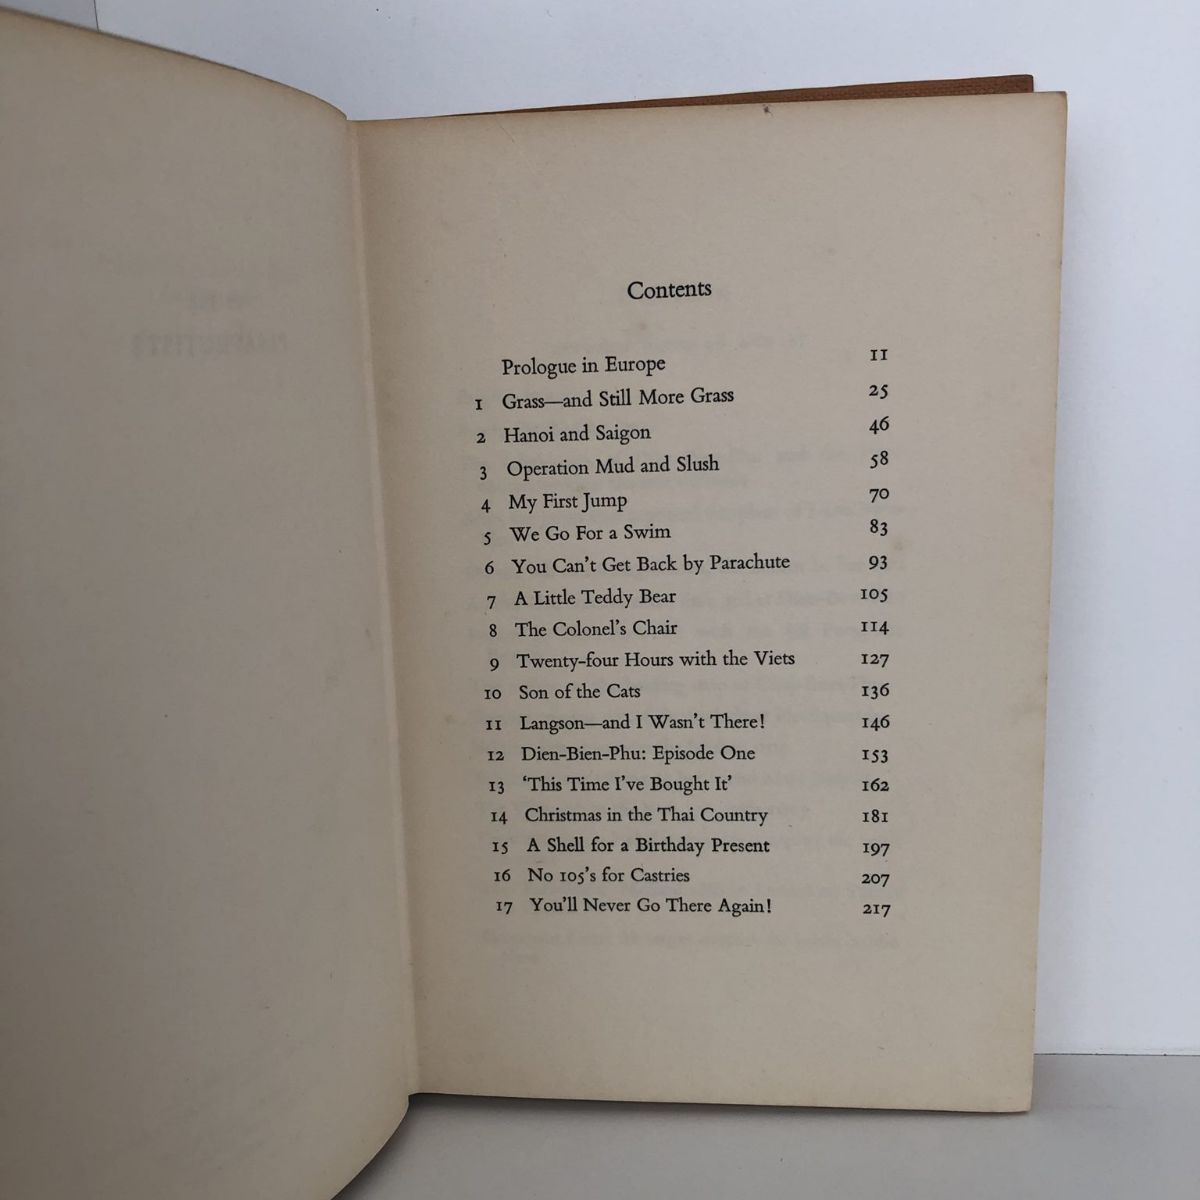 Contents
Prologue in Europe 11
1 Grass—and Still More Grass 25
2 Hanoi and Saigon 46
3 Operation Mud and Slush 58
4 My First Jump 70
5 We Go For a Swim 83
6 You Can't Get Back by Parachute 93
7 A Little Teddy Bear 105
8 The Colonel's Chair 114
9 Twenty-four Hours with the Viets 127
10 Son of the Cats 136
11 Langson—and I Wasn't There! 146
12 Dien-Bien-Phu: Episode One 153
13 'This Time I've Bought It' 162
14 Christmas in the Thai Country 181
15 A Shell for a Birthday Present 197
16 No 105's for Castries 207
17 You'll Never Go There Again! 217